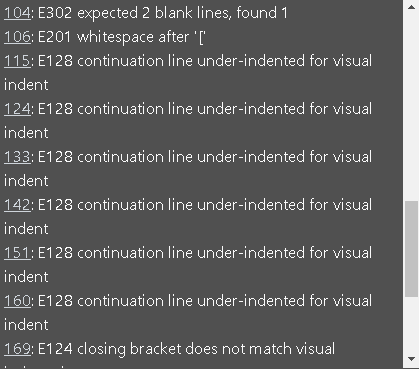 104: E302 expected 2 blank lines, found 1
106: E201 whitespace after '['
115: E128 continuation line under-indented for visual
indent
124: E128 continuation line under-indented for visual
indent
133: E128 continuation line under-indented for visual
indent
142: E128 continuation line under-indented for visual
indent
151: E128 continuation line under-indented for visual
indent
160: E128 continuation line under-indented for visual
indent
169: E124 closing bracket does not match visual